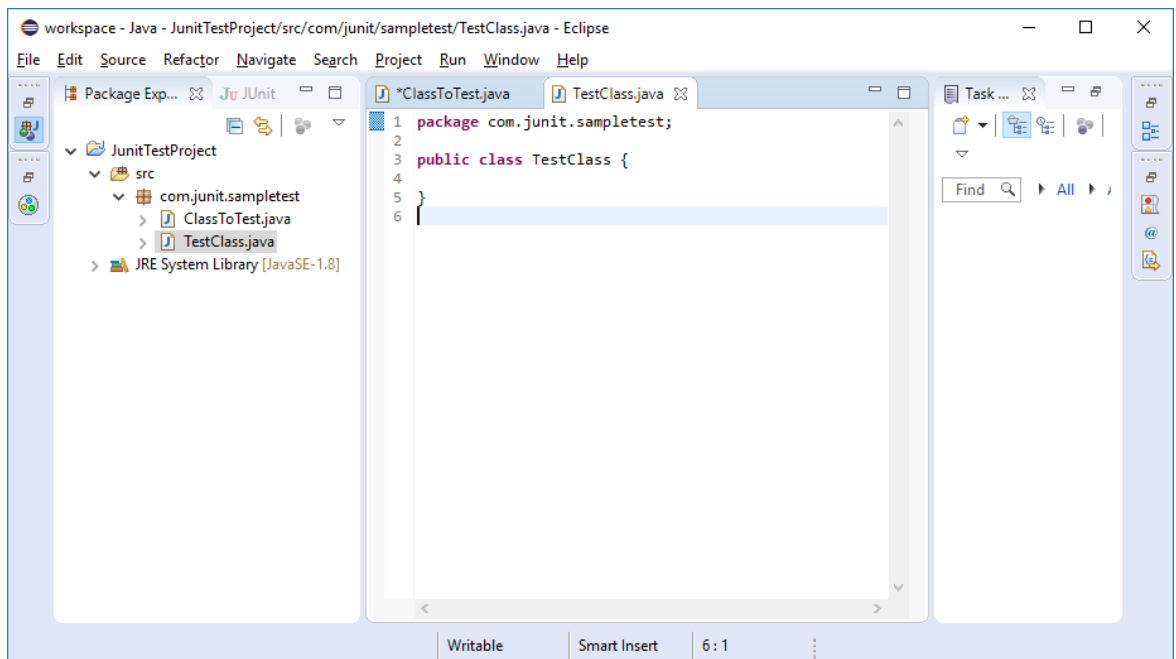 workspace - Java - JunitTestProject/src/com/junit/sampletest/TestClass.java - Eclipse
File Edit Source Refactor Navigate Search Project Run Window Help
Package Exp... JUnit
JunitTestProject
src
com.junit.sampletest
ClassToTest.java
TestClass.java
JRE System Library [JavaSE-1.8]
*ClassToTest.java TestClass.java
1 package com.junit.sampletest;
2
3 public class TestClass {
4
5 }
6
Task ...
Find All
Writable Smart Insert 6 : 1